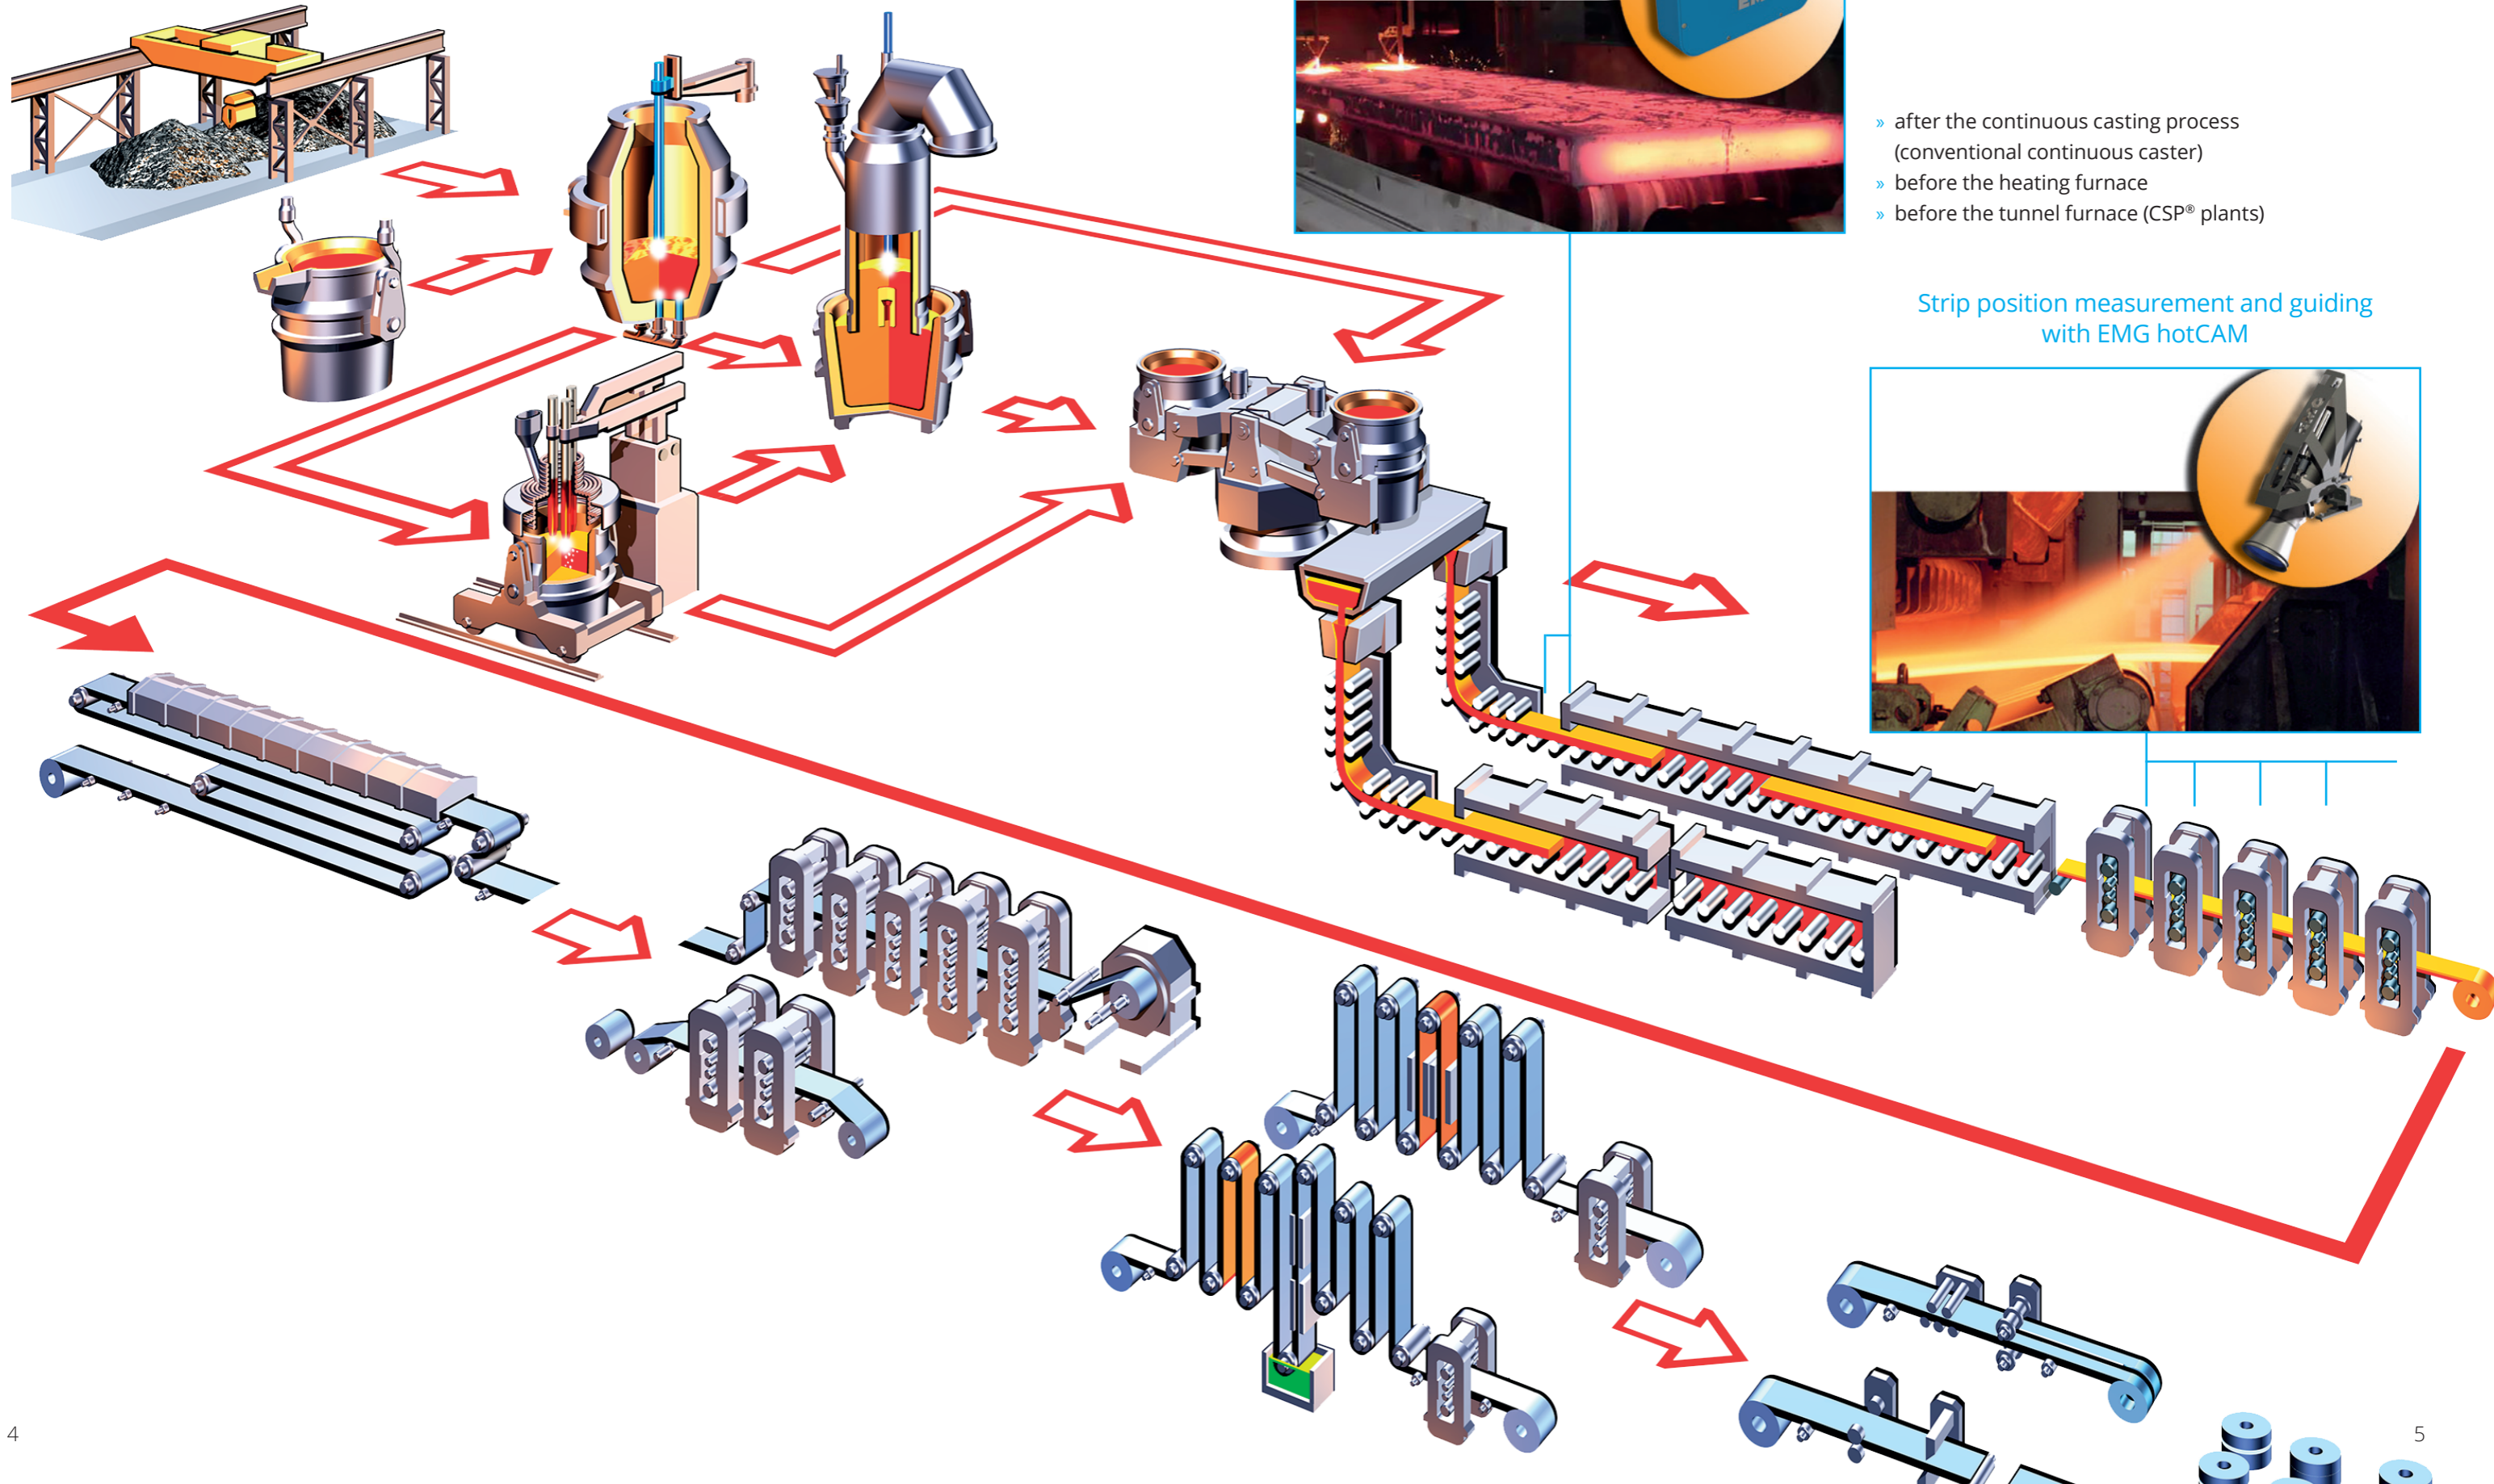 » after the continuous casting process
(conventional continuous caster)
» before the heating furnace
» before the tunnel furnace (CSP® plants)
Strip position measurement and guiding
with EMG hotCAM
4
5